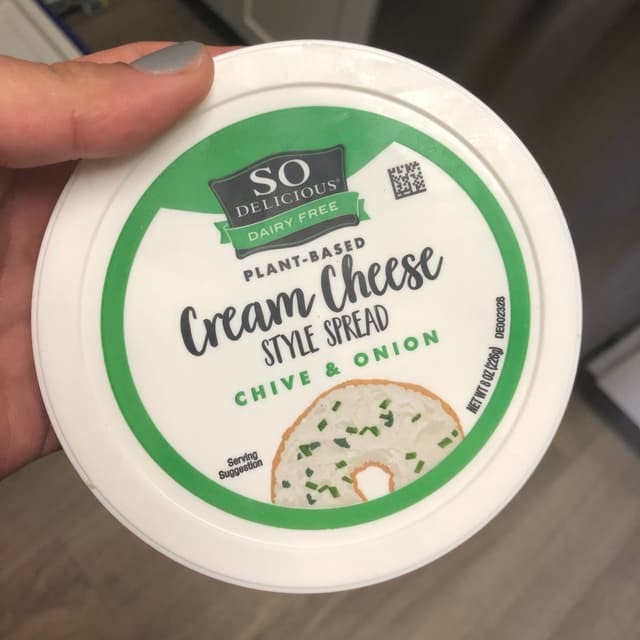 SO
DELICIOUS®
DAIRY FREE
PLANT-BASED
Cream Cheese
STYLE SPREAD
CHIVE & ONION
Serving
Suggestion
NET WT 8 OZ (226g) DE002328